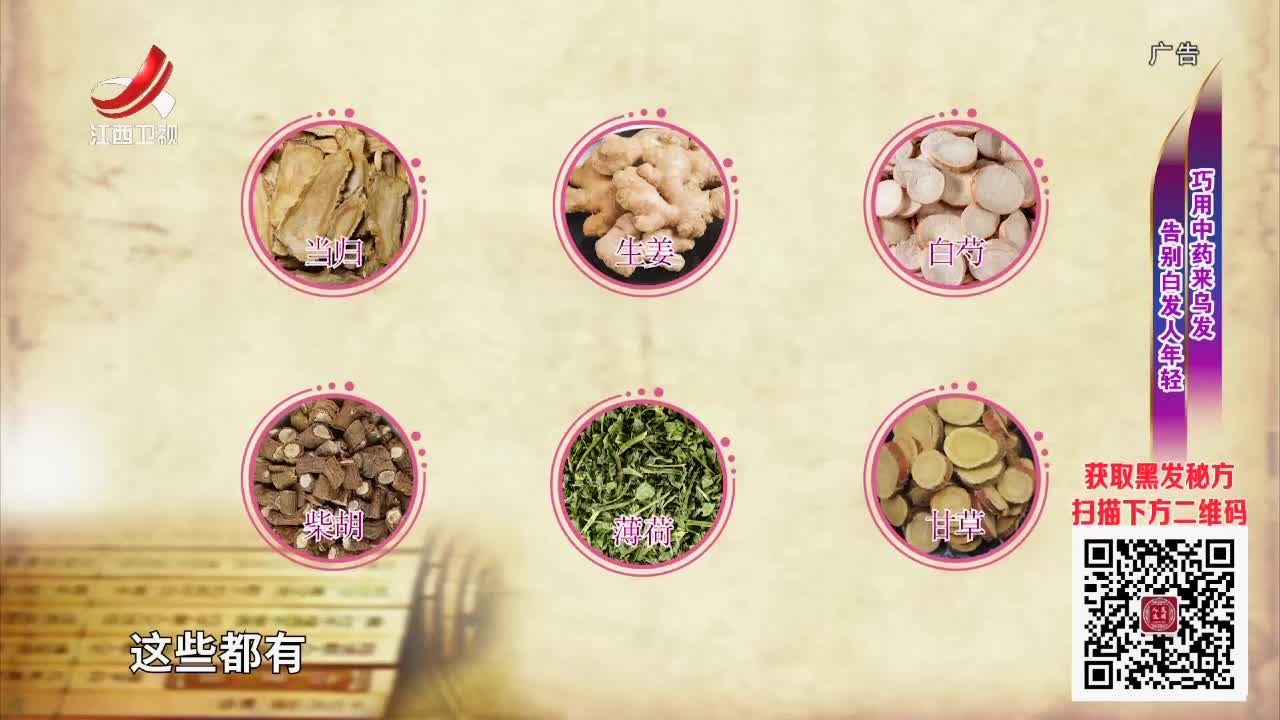 江西卫视
广告
当归
生姜
白芍
柴胡
薄荷
甘草
巧用中药来乌发
告别白发人年轻
获取黑发秘方
扫描下方二维码
这些都有